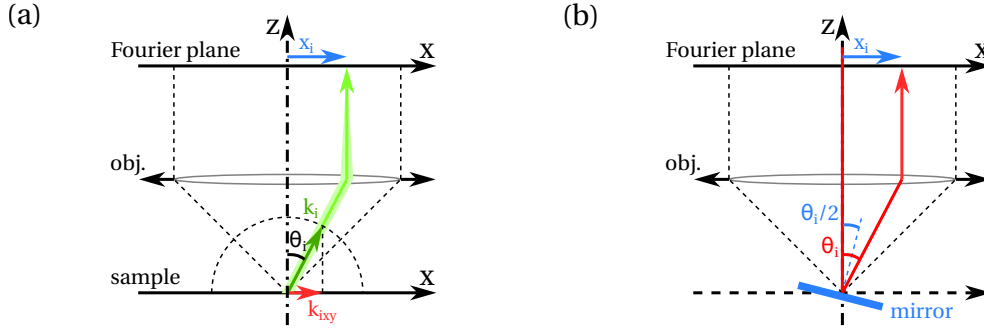 (a)
z
x_i
Fourier plane
x
obj.
k_i
θ_i
sample
x
k_ixy
(b)
z
x_i
Fourier plane
x
obj.
θ_i/2
θ_i
mirror